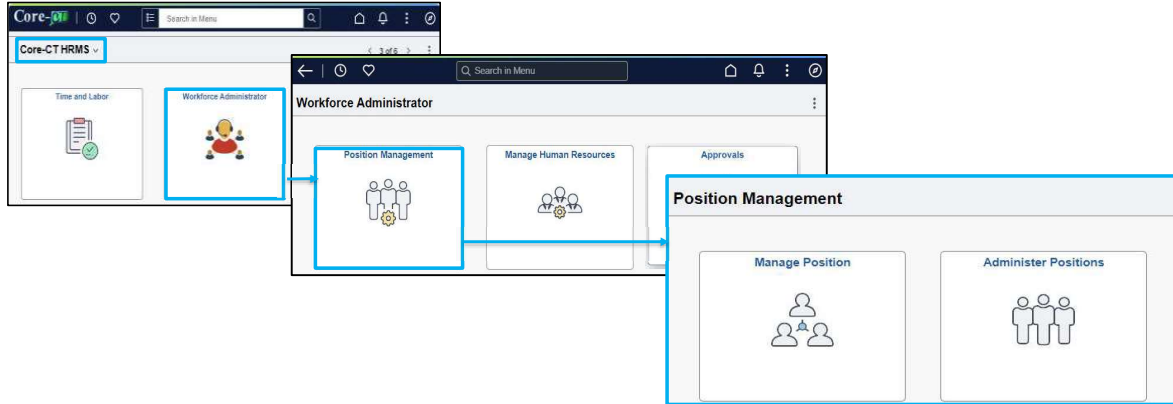 Core-CT
Search in Menu
Core-CT HRMS
3 of 6
Time and Labor
Workforce Administrator
Search in Menu
Workforce Administrator
Position Management
Manage Human Resources
Approvals
Position Management
Manage Position
Administer Positions